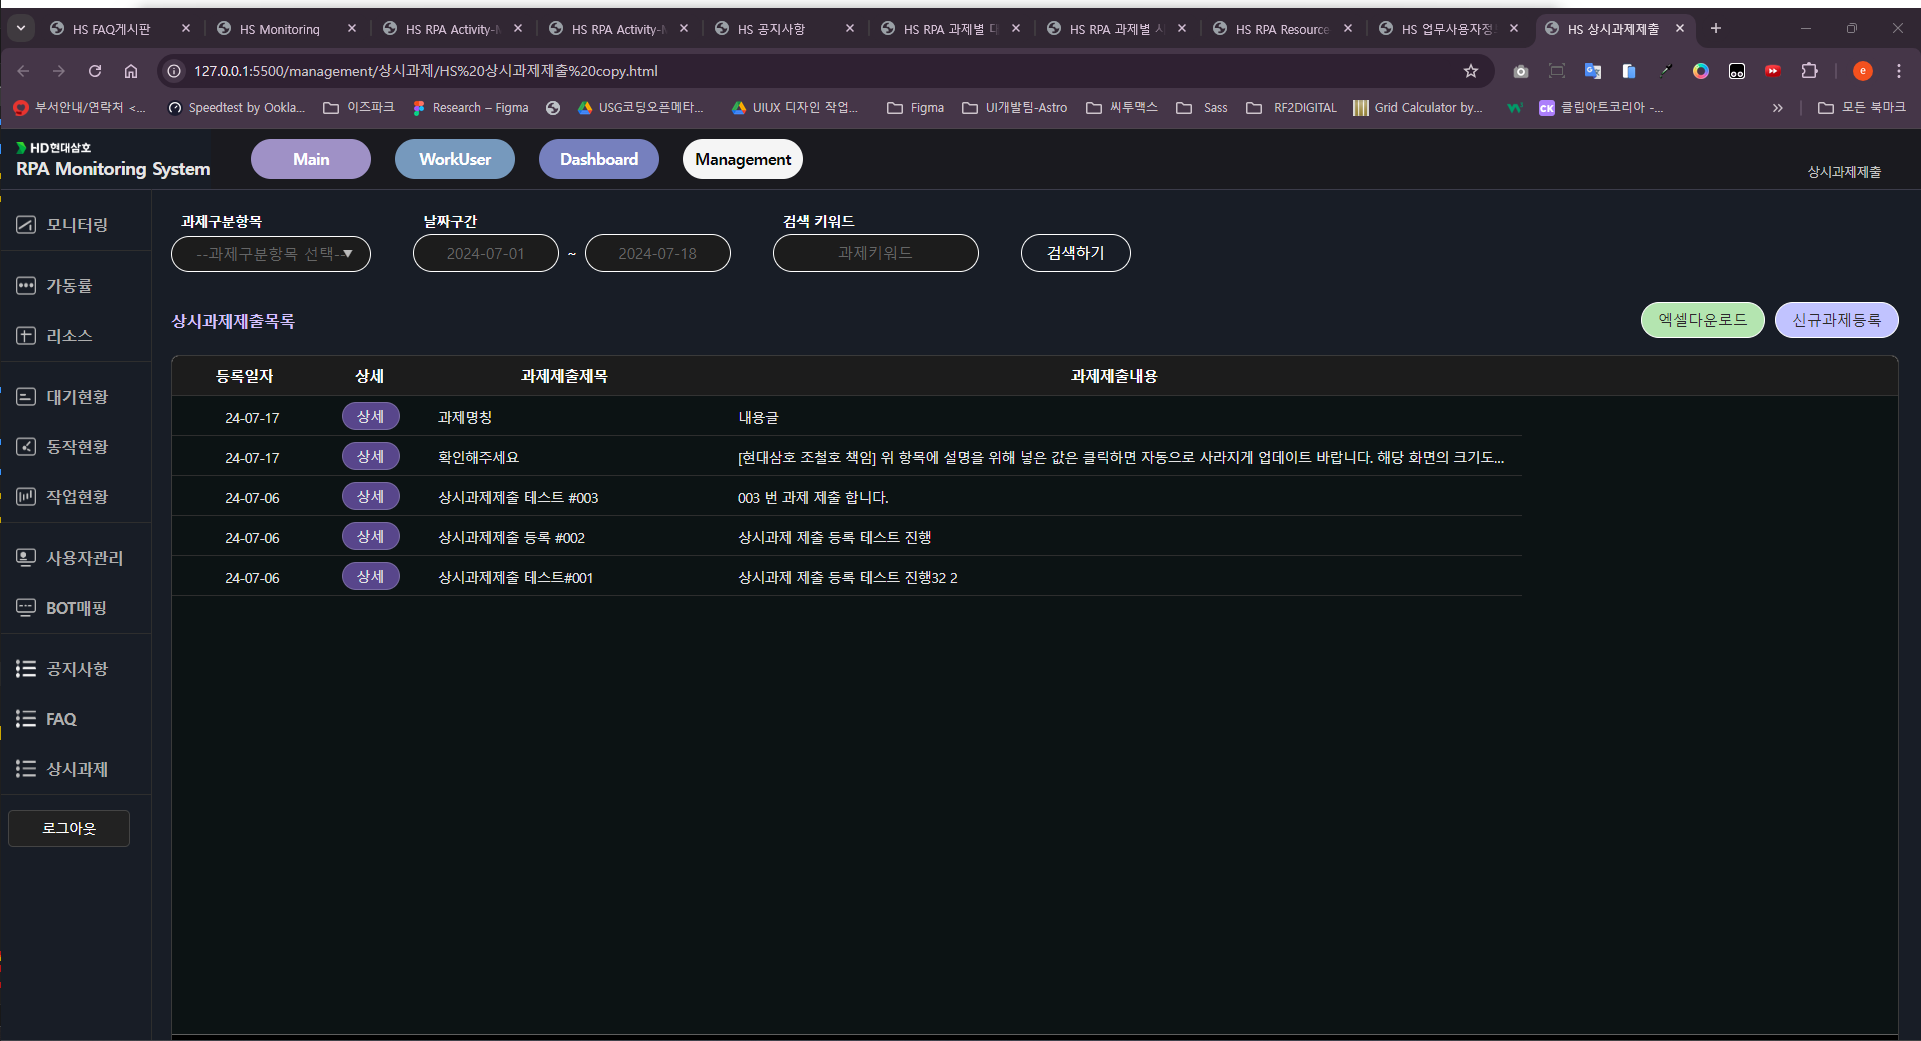 HS FAQ게시판
HS Monitoring
HS RPA Activity-
HS RPA Activity-
HS 공지사항
HS RPA 과제별
HS RPA 과제별
HS RPA Resource
HS 업무사용자정
HS 상시과제제출
127.0.0.1:5500/management/상시과제/HS%20상시과제제출%20copy.html
부서안내/연락처 <...
Speedtest by Ookla...
이즈파크
Research – Figma
USG코딩오픈메타...
UIUX 디자인 작업...
Figma
UI개발팀-Astro
씨투맥스
Sass
RF2DIGITAL
Grid Calculator by...
CK 클립아트코리아 -...
모든 북마크
HD현대삼호
RPA Monitoring System
Main
WorkUser
Dashboard
Management
상시과제제출
모니터링
가동률
리소스
대기현황
동작현황
작업현황
사용자관리
BOT매핑
공지사항
FAQ
상시과제
로그아웃
과제구분항목
날짜구간
검색 키워드
--과제구분항목 선택--
2024-07-01 ~ 2024-07-18
과제키워드
검색하기
상시과제제출목록
엑셀다운로드
신규과제등록
등록일자 상세 과제제출제목 과제제출내용
24-07-17 상세 과제명칭 내용글
24-07-17 상세 확인해주세요 [현대삼호 조철호 책임] 위 항목에 설명을 위해 넣은 값은 클릭하면 자동으로 사라지게 업데이트 바랍니다. 해당 화면의 크기도...
24-07-06 상세 상시과제제출 테스트 #003 003 번 과제 제출 합니다.
24-07-06 상세 상시과제제출 등록 #002 상시과제 제출 등록 테스트 진행
24-07-06 상세 상시과제제출 테스트#001 상시과제 제출 등록 테스트 진행32 2